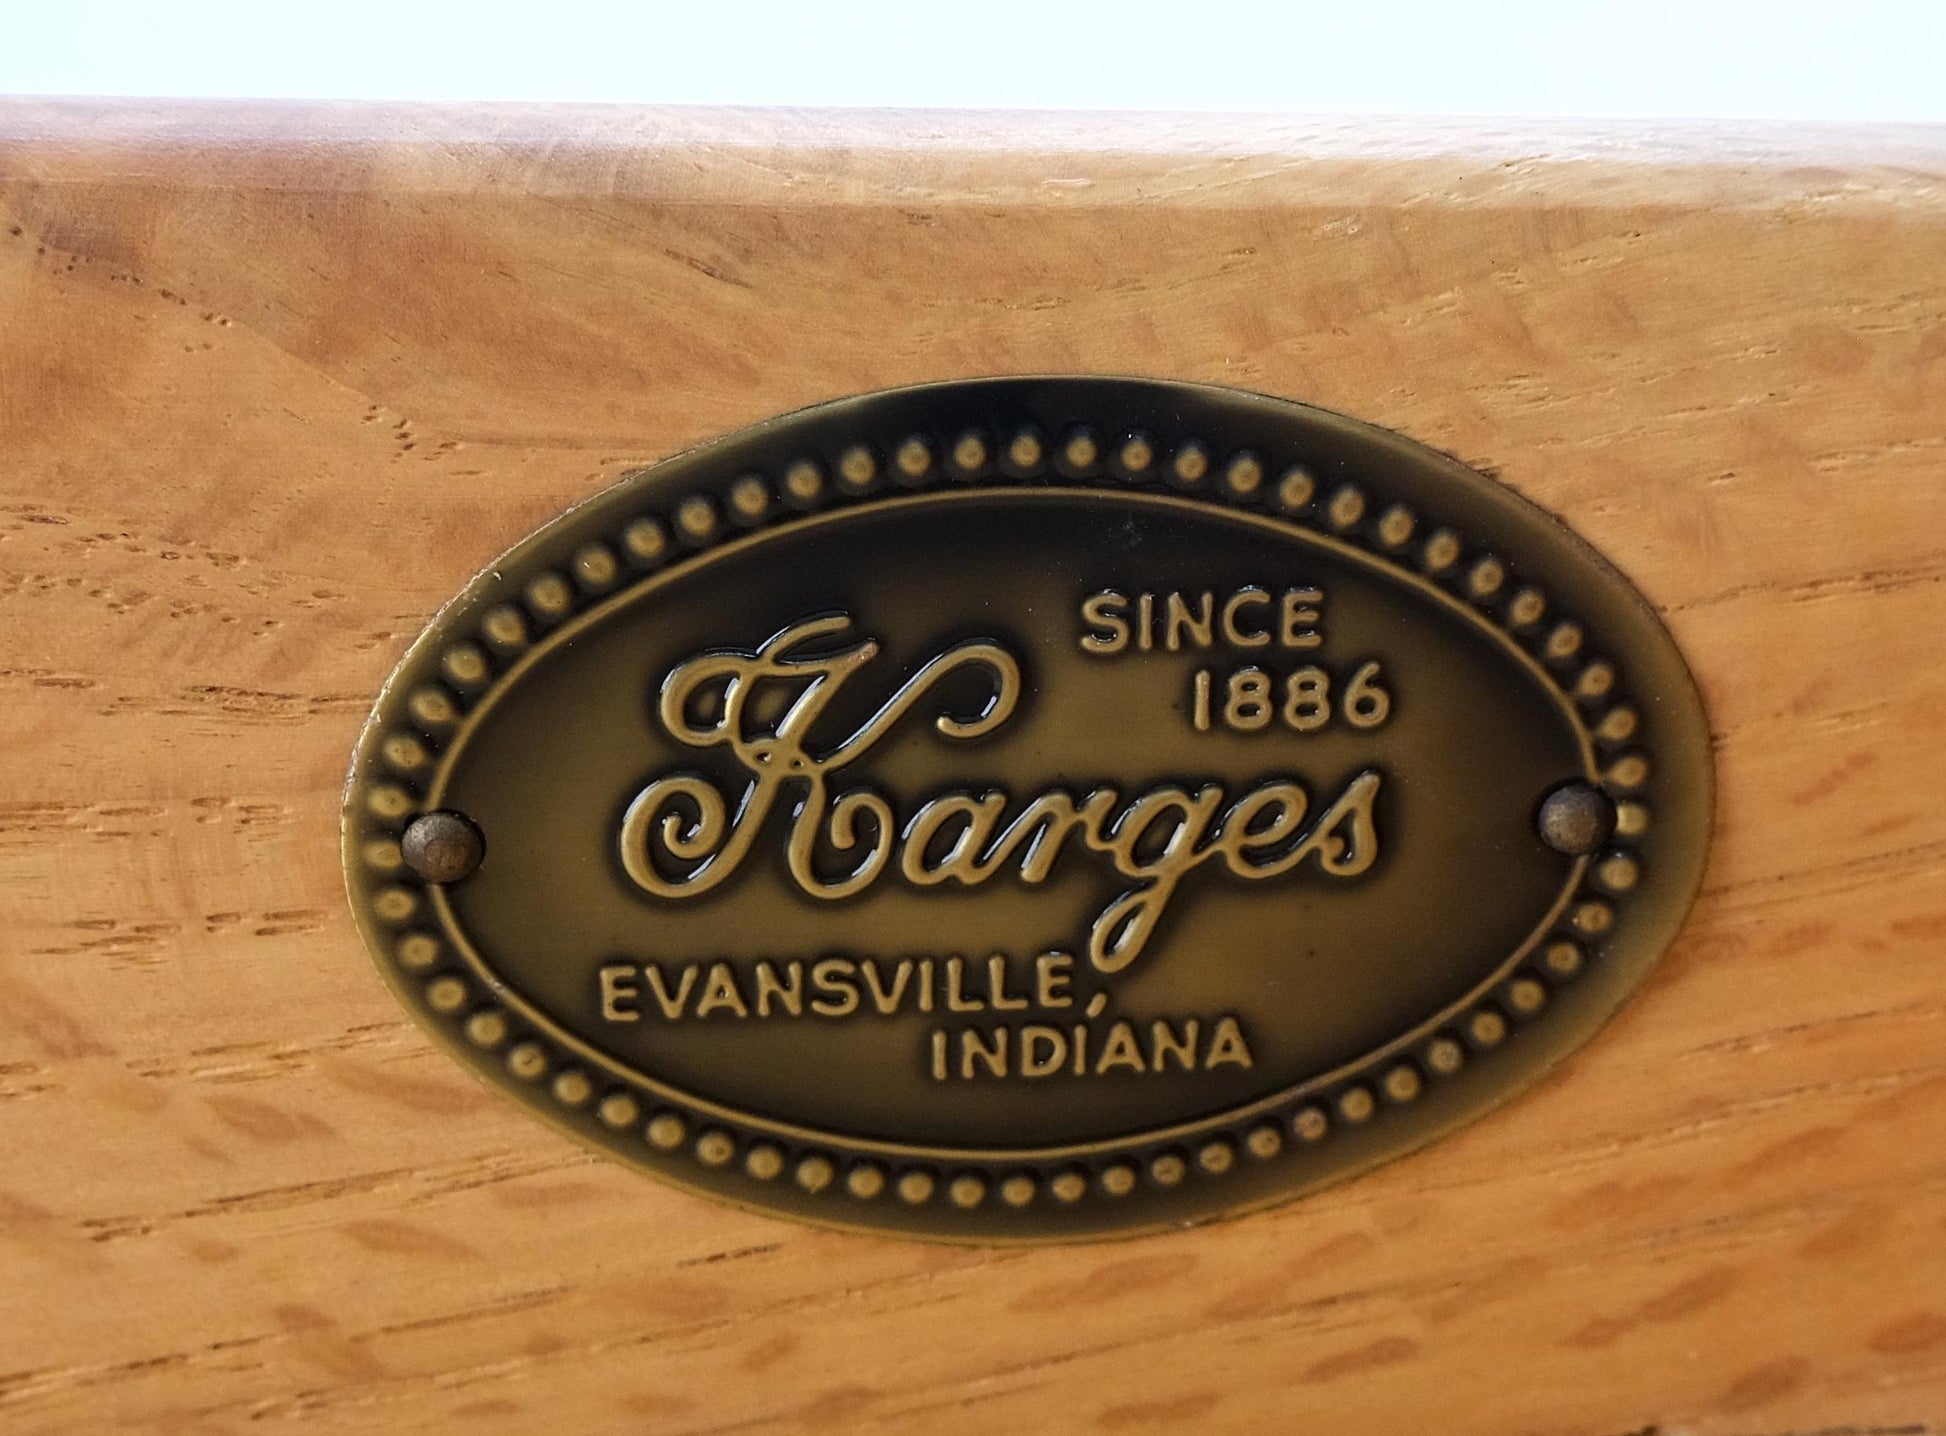 SINCE
1886
Karges
EVANSVILLE,
INDIANA